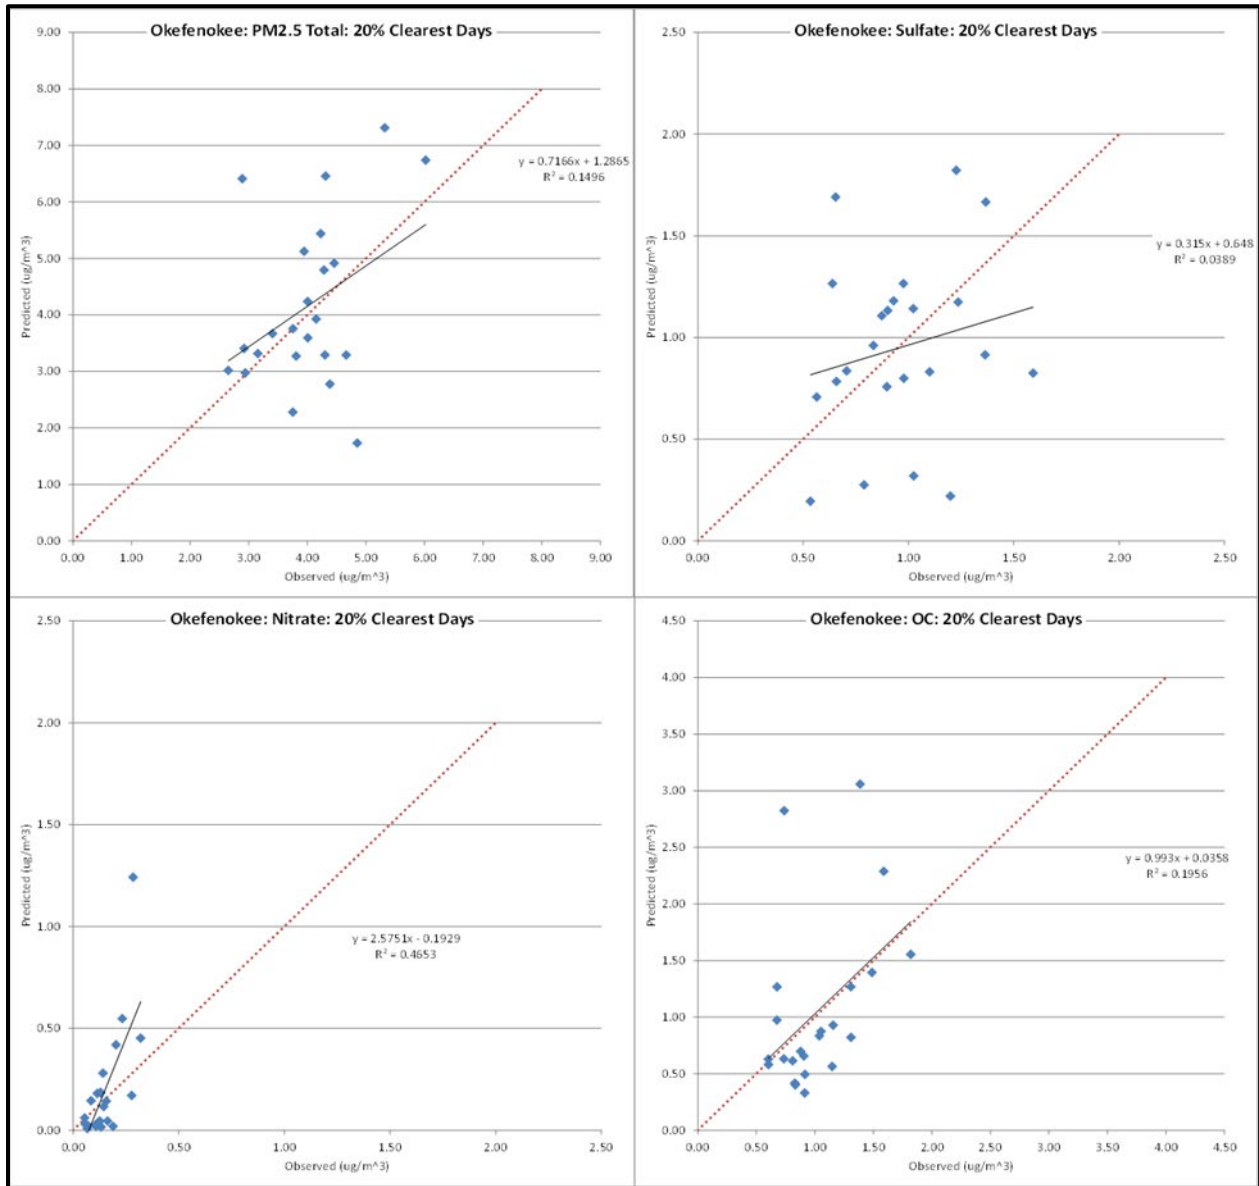 Okefenokee: PM2.5 Total: 20% Clearest Days
9.00
8.00
7.00
6.00
5.00
4.00
3.00
2.00
1.00
0.00
Predicted (ug/m^3)
y = 0.7166x + 1.2865
R² = 0.1496
0.00 1.00 2.00 3.00 4.00 5.00 6.00 7.00 8.00 9.00
Observed (ug/m^3)
Okefenokee: Sulfate: 20% Clearest Days
2.50
2.00
1.50
1.00
0.50
0.00
Predicted (ug/m^3)
y = 0.315x + 0.648
R² = 0.0389
0.00 0.50 1.00 1.50 2.00 2.50
Observed (ug/m^3)
Okefenokee: Nitrate: 20% Clearest Days
2.50
2.00
1.50
1.00
0.50
0.00
Predicted (ug/m^3)
y = 2.5751x - 0.1929
R² = 0.4653
0.00 0.50 1.00 1.50 2.00 2.50
Observed (ug/m^3)
Okefenokee: OC: 20% Clearest Days
4.50
4.00
3.50
3.00
2.50
2.00
1.50
1.00
0.50
0.00
Predicted (ug/m^3)
y = 0.993x + 0.0358
R² = 0.1956
0.00 0.50 1.00 1.50 2.00 2.50 3.00 3.50 4.00 4.50
Observed (ug/m^3)